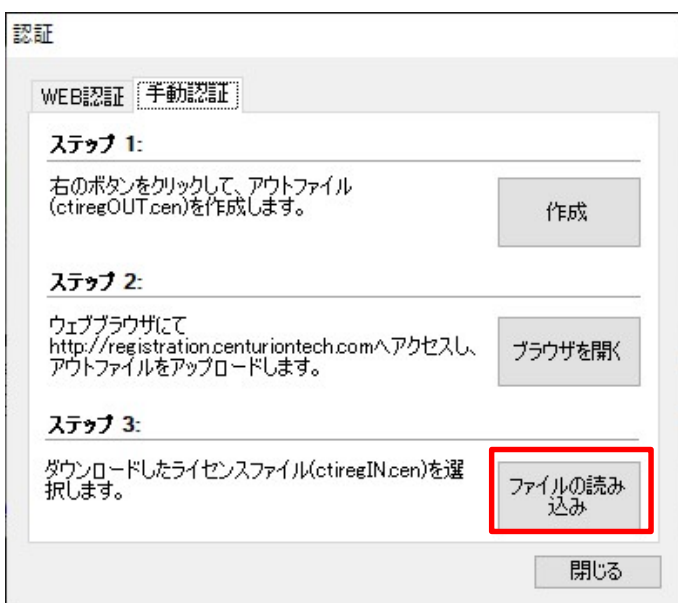 認証
WEB認証 手動認証
ステップ 1:
右のボタンをクリックして、アウトファイル
(ctiregOUT.cen)を作成します。
作成
ステップ 2:
ウェブブラウザにて
http://registration.centuriontech.comへアクセスし、
アウトファイルをアップロードします。
ブラウザを開く
ステップ 3:
ダウンロードしたライセンスファイル(ctiregIN.cen)を選
択します。
ファイルの読み
込み
閉じる